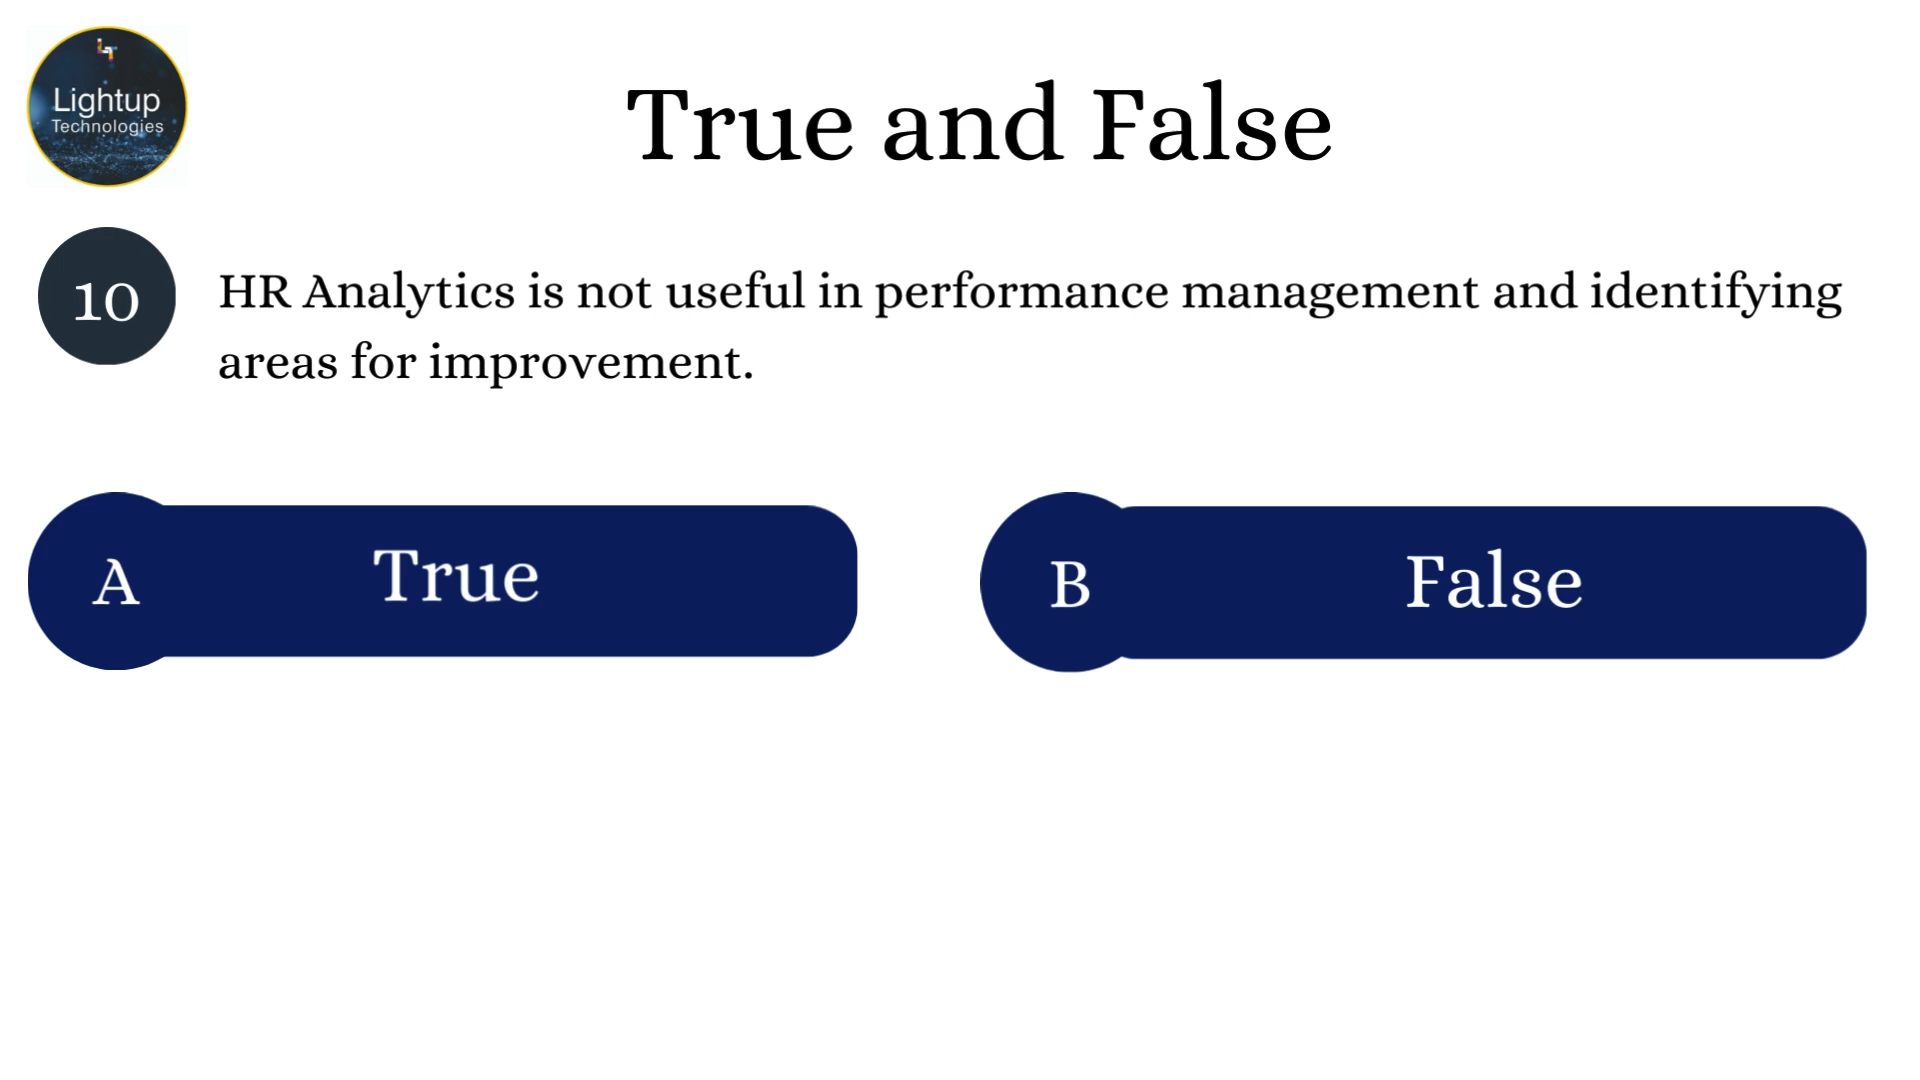 LT
Lightup
Technologies
True and False
10
HR Analytics is not useful in performance management and identifying
areas for improvement.
A
True
B
False